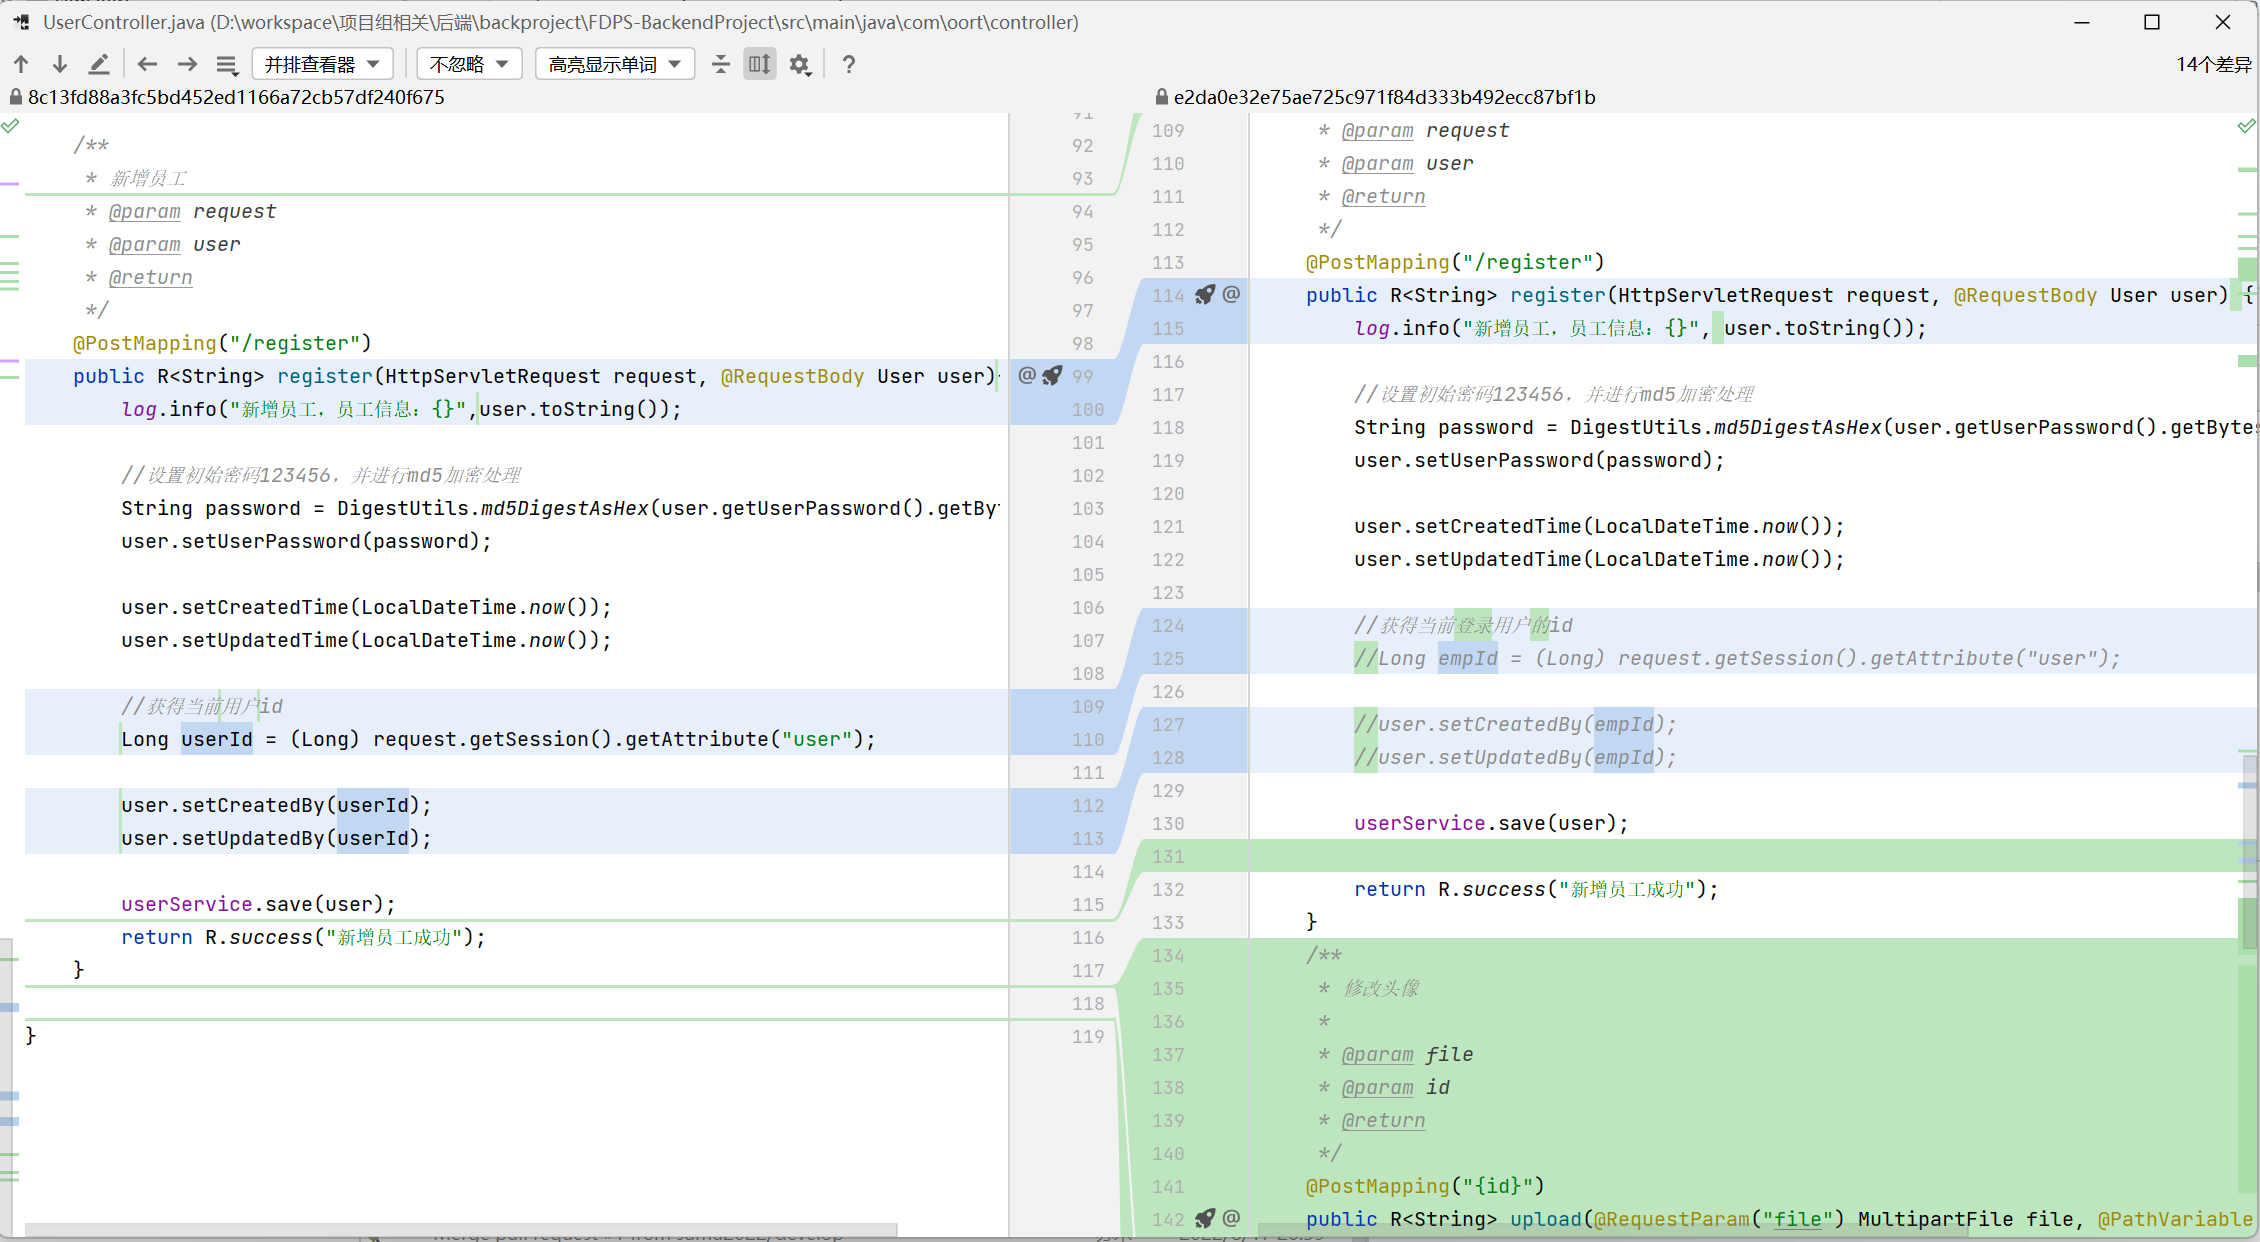 UserController.java (D:\workspace\项目组相关\后端\backproject\FDPS-BackendProject\src\main\java\com\oort\controller)
并排查看器 不忽略 高亮显示单词 ? 14个差异
8c13fd88a3fc5bd452ed1166a72cb57df240f675
91
/** 92
* 新增员工 93
* @param request 94
* @param user 95
* @return 96
*/ 97
@PostMapping("/register") 98
public R<String> register(HttpServletRequest request, @RequestBody User user) @ 99
log.info("新增员工，员工信息：{}",user.toString()); 100
101
//设置初始密码123456，并进行md5加密处理 102
String password = DigestUtils.md5DigestAsHex(user.getUserPassword().getBy 103
user.setUserPassword(password); 104
105
user.setCreatedTime(LocalDateTime.now()); 106
user.setUpdatedTime(LocalDateTime.now()); 107
108
//获得当前用户id 109
Long userId = (Long) request.getSession().getAttribute("user"); 110
111
user.setCreatedBy(userId); 112
user.setUpdatedBy(userId); 113
114
userService.save(user); 115
return R.success("新增员工成功"); 116
} 117
118
} 119
e2da0e32e75ae725c971f84d333b492ecc87bf1b
109 * @param request
110 * @param user
111 * @return
112 */
113 @PostMapping("/register")
114 @ public R<String> register(HttpServletRequest request, @RequestBody User user) {
115 log.info("新增员工，员工信息：{}", user.toString());
116
117 //设置初始密码123456，并进行md5加密处理
118 String password = DigestUtils.md5DigestAsHex(user.getUserPassword().getBytes
119 user.setUserPassword(password);
120
121 user.setCreatedTime(LocalDateTime.now());
122 user.setUpdatedTime(LocalDateTime.now());
123
124 //获得当前登录用户的id
125 //Long empId = (Long) request.getSession().getAttribute("user");
126
127 //user.setCreatedBy(empId);
128 //user.setUpdatedBy(empId);
129
130 userService.save(user);
131
132 return R.success("新增员工成功");
133 }
134 /**
135 * 修改头像
136 *
137 * @param file
138 * @param id
139 * @return
140 */
141 @PostMapping("{id}")
142 @ public R<String> upload(@RequestParam("file") MultipartFile file, @PathVariable